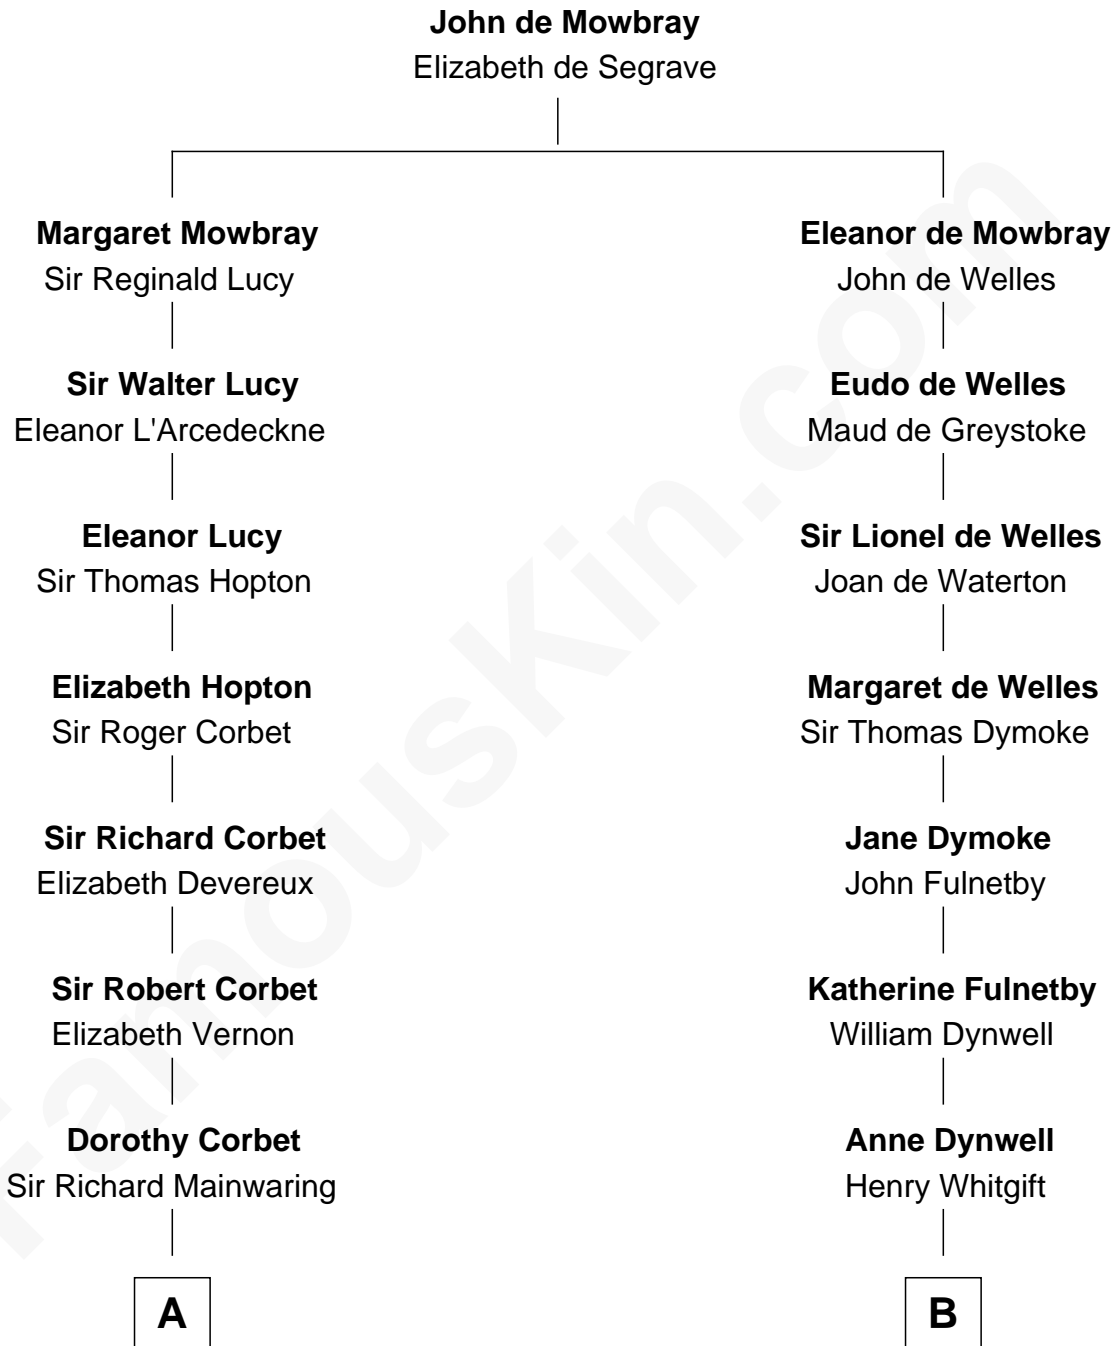 John de Mowbray
Elizabeth de Segrave
Margaret Mowbray
Sir Reginald Lucy
Eleanor de Mowbray
John de Welles
Sir Walter Lucy
Eleanor L'Arcedeckne
Eudo de Welles
Maud de Greystoke
Eleanor Lucy
Sir Thomas Hopton
Sir Lionel de Welles
Joan de Waterton
Elizabeth Hopton
Sir Roger Corbet
Margaret de Welles
Sir Thomas Dymoke
Sir Richard Corbet
Elizabeth Devereux
Jane Dymoke
John Fulnetby
Sir Robert Corbet
Elizabeth Vernon
Katherine Fulnetby
William Dynwell
Dorothy Corbet
Sir Richard Mainwaring
Anne Dynwell
Henry Whitgift
A
B
FamousKin.com